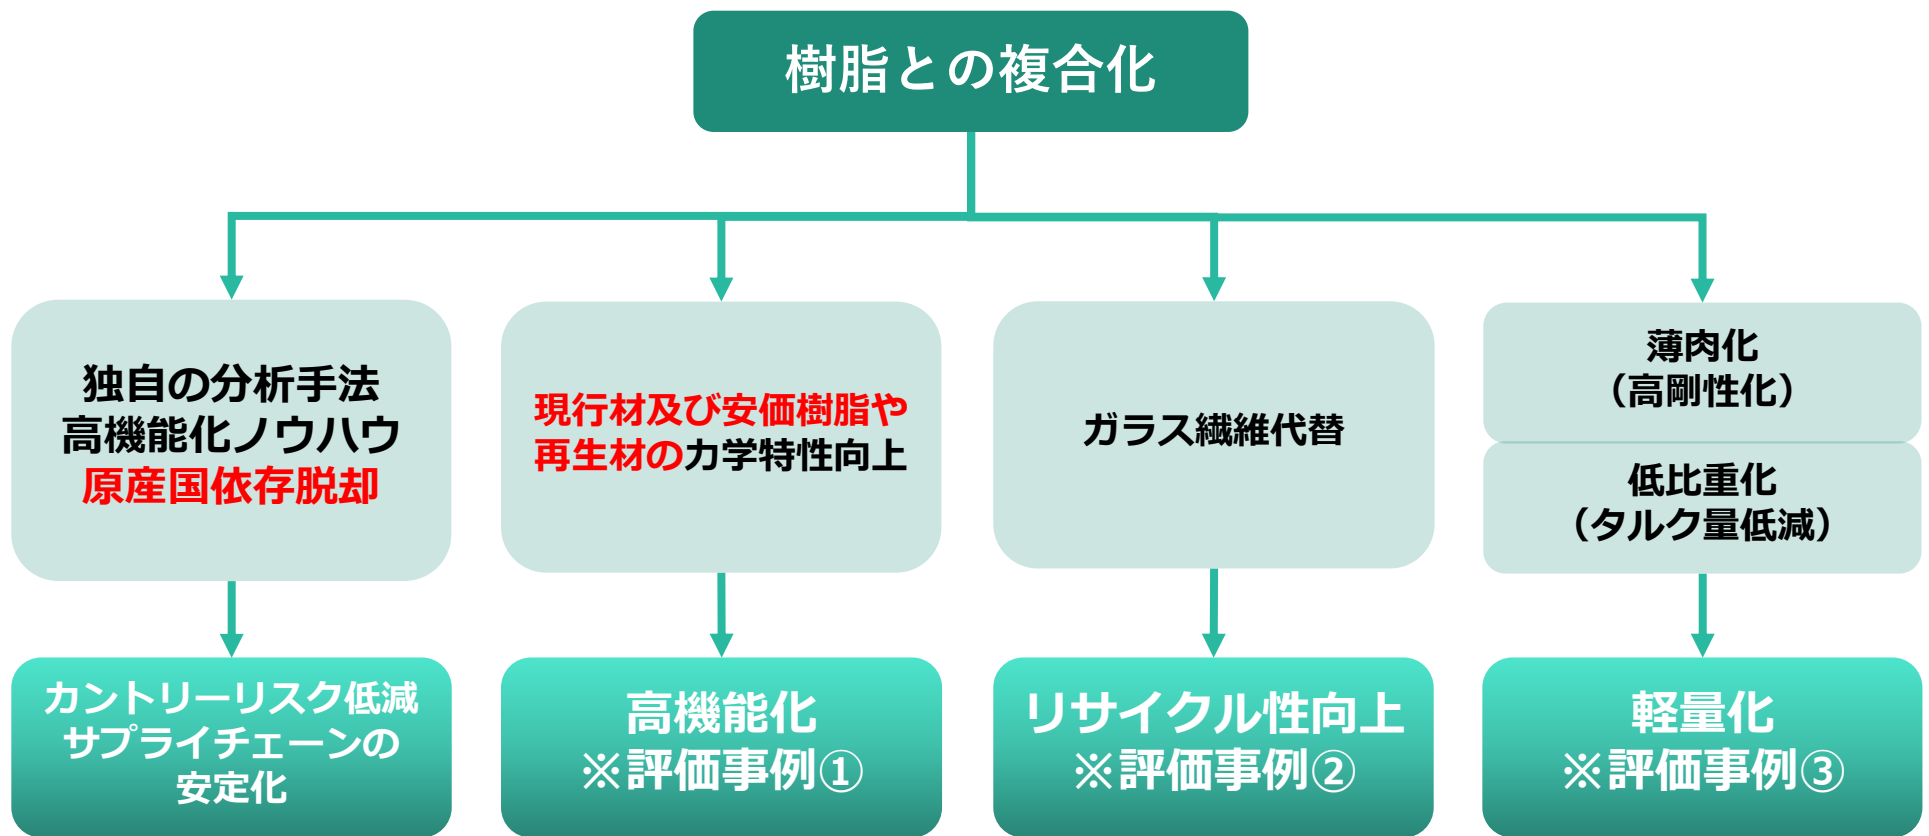 樹脂との複合化
独自の分析手法
高機能化ノウハウ
原産国依存脱却
現行材及び安価樹脂や
再生材の力学特性向上
ガラス繊維代替
薄肉化
（高剛性化）
低比重化
（タルク量低減）
カントリーリスク低減
サプライチェーンの
安定化
高機能化
※評価事例①
リサイクル性向上
※評価事例②
軽量化
※評価事例③